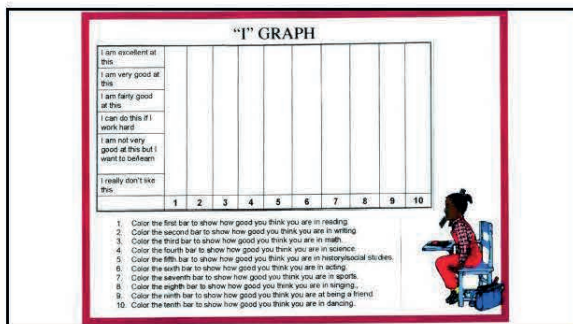 “I” GRAPH
I am excellent at
this
I am very good at
this
I am fairly good
at this
I can do this if I
work hard
I am not very
good at this but I
want to be/learn
I really don't like
this
1 2 3 4 5 6 7 8 9 10
1. Color the first bar to show how good you think you are in reading.
2. Color the second bar to show how good you think you are in writing.
3. Color the third bar to show how good you think you are in math.
4. Color the fourth bar to show how good you think you are in science.
5. Color the fifth bar to show how good you think you are in history/social studies.
6. Color the sixth bar to show how good you think you are in acting.
7. Color the seventh bar to show how good you think you are in sports.
8. Color the eighth bar to show how good you think you are in singing.
9. Color the ninth bar to show how good you think you are at being a friend.
10. Color the tenth bar to show how good you think you are in dancing.